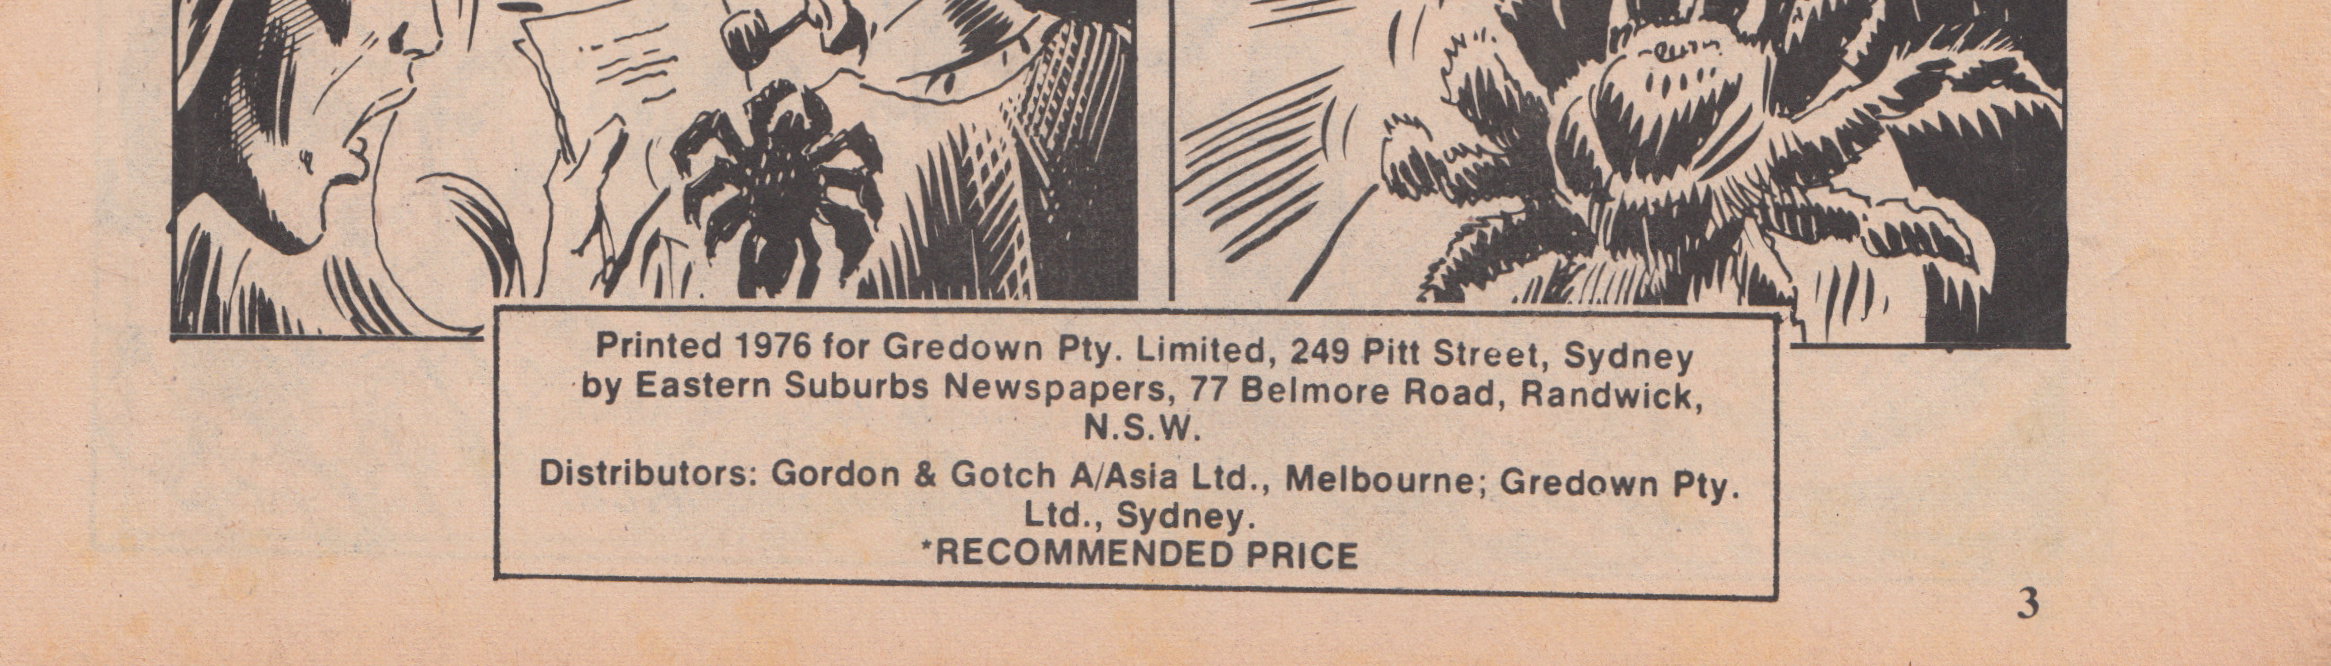 Printed 1976 for Gredown Pty. Limited, 249 Pitt Street, Sydney
by Eastern Suburbs Newspapers, 77 Belmore Road, Randwick,
N.S.W.
Distributors: Gordon & Gotch A/Asia Ltd., Melbourne; Gredown Pty.
Ltd., Sydney.
*RECOMMENDED PRICE
3